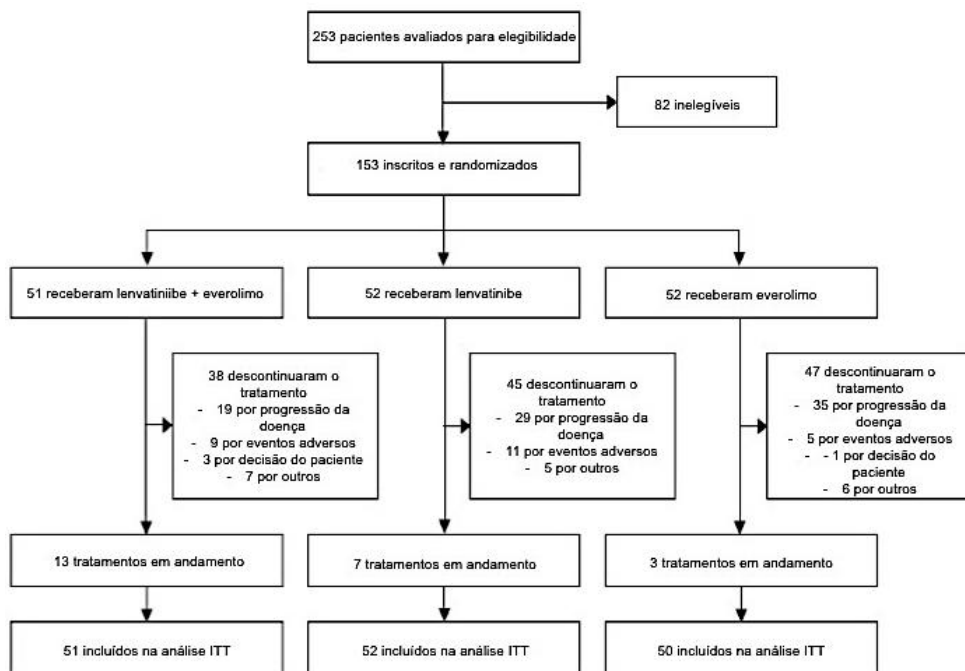 253 pacientes avaliados para elegibilidade
82 inelegíveis
153 inscritos e randomizados
51 receberam lenvatiniibe + everolimo
52 receberam lenvatinibe
52 receberam everolimo
38 descontinuaram o
tratamento
- 19 por progressão da
doença
- 9 por eventos adversos
- 3 por decisão do paciente
- 7 por outros
45 descontinuaram o
tratamento
- 29 por progressão da
doença
- 11 por eventos adversos
- 5 por outros
47 descontinuaram o
tratamento
- 35 por progressão da
doença
- 5 por eventos adversos
- - 1 por decisão do
paciente
- 6 por outros
13 tratamentos em andamento
7 tratamentos em andamento
3 tratamentos em andamento
51 incluídos na análise ITT
52 incluídos na análise ITT
50 incluídos na análise ITT